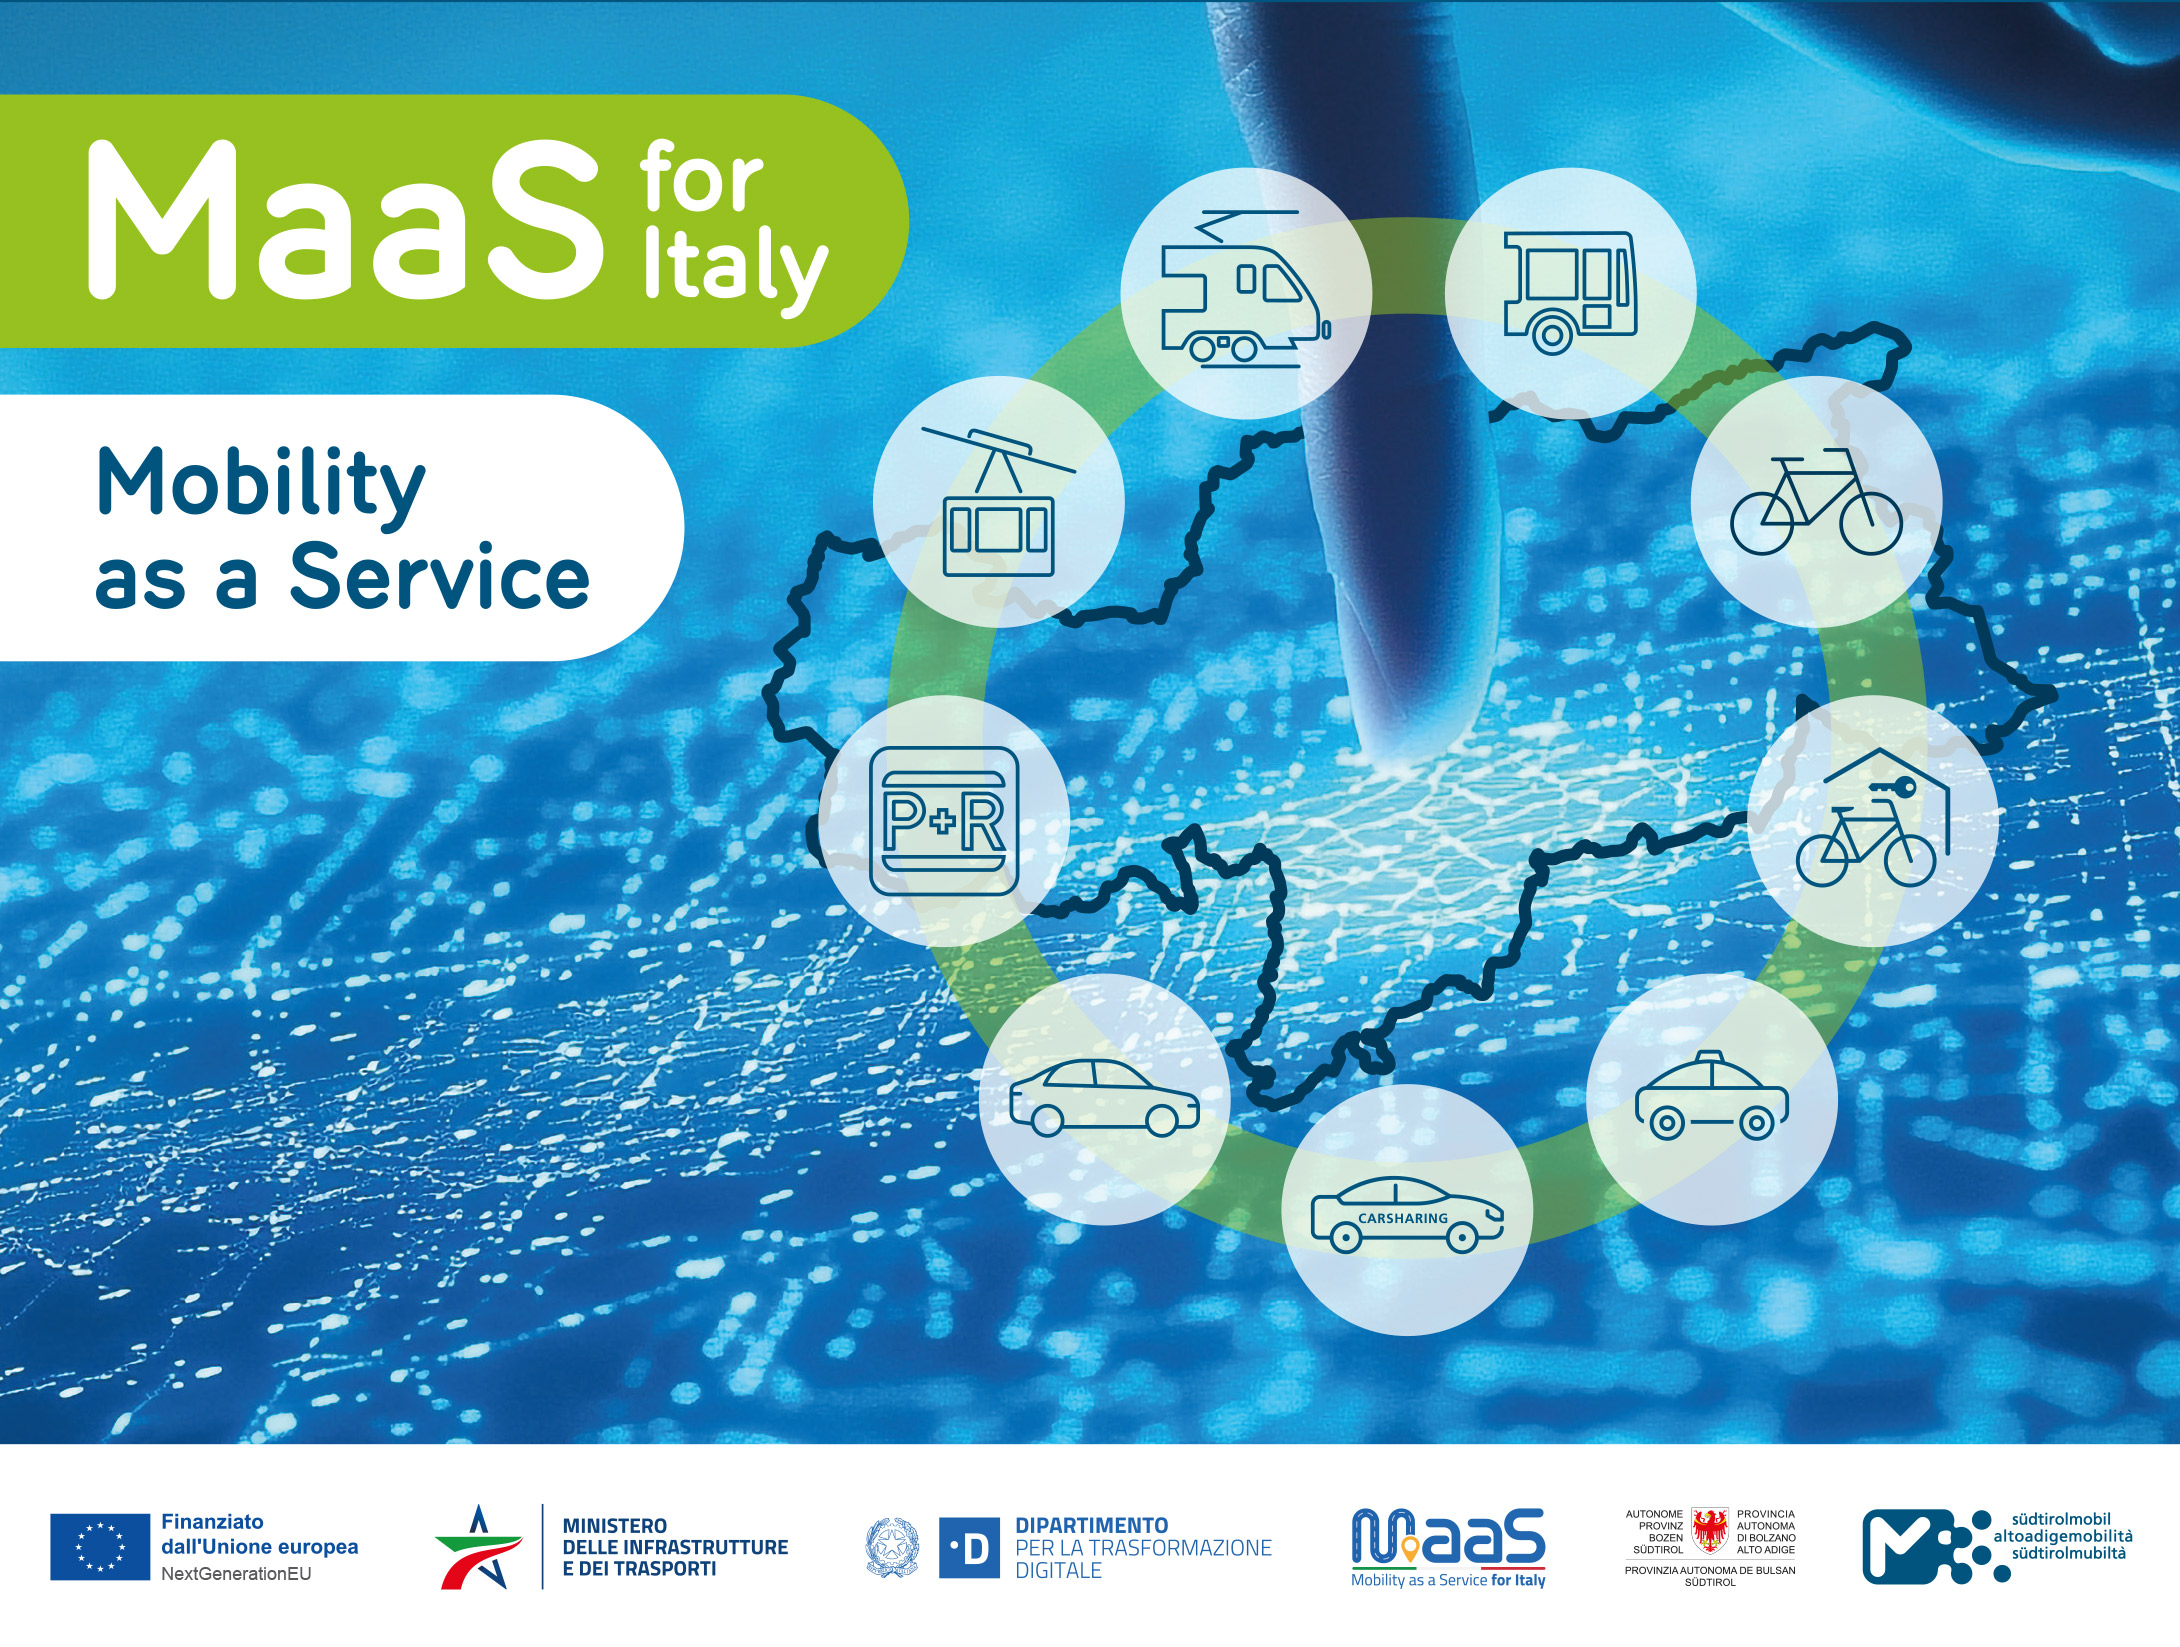 MaaS for
Italy
Mobility
as a Service
P+R
CARSHARING
Finanziato
dall'Unione europea
NextGenerationEU
MINISTERO
DELLE INFRASTRUTTURE
E DEI TRASPORTI
·D
DIPARTIMENTO
PER LA TRASFORMAZIONE
DIGITALE
MaaS
Mobility as a Service for Italy
AUTONOME
PROVINZ
BOZEN
SÜDTIROL
PROVINCIA
AUTONOMA
DI BOLZANO
ALTO ADIGE
PROVINZIA AUTONOMA DE BULSAN
SÜDTIROL
südtirolmobil
altoadigemobilità
südtirolmubiltà